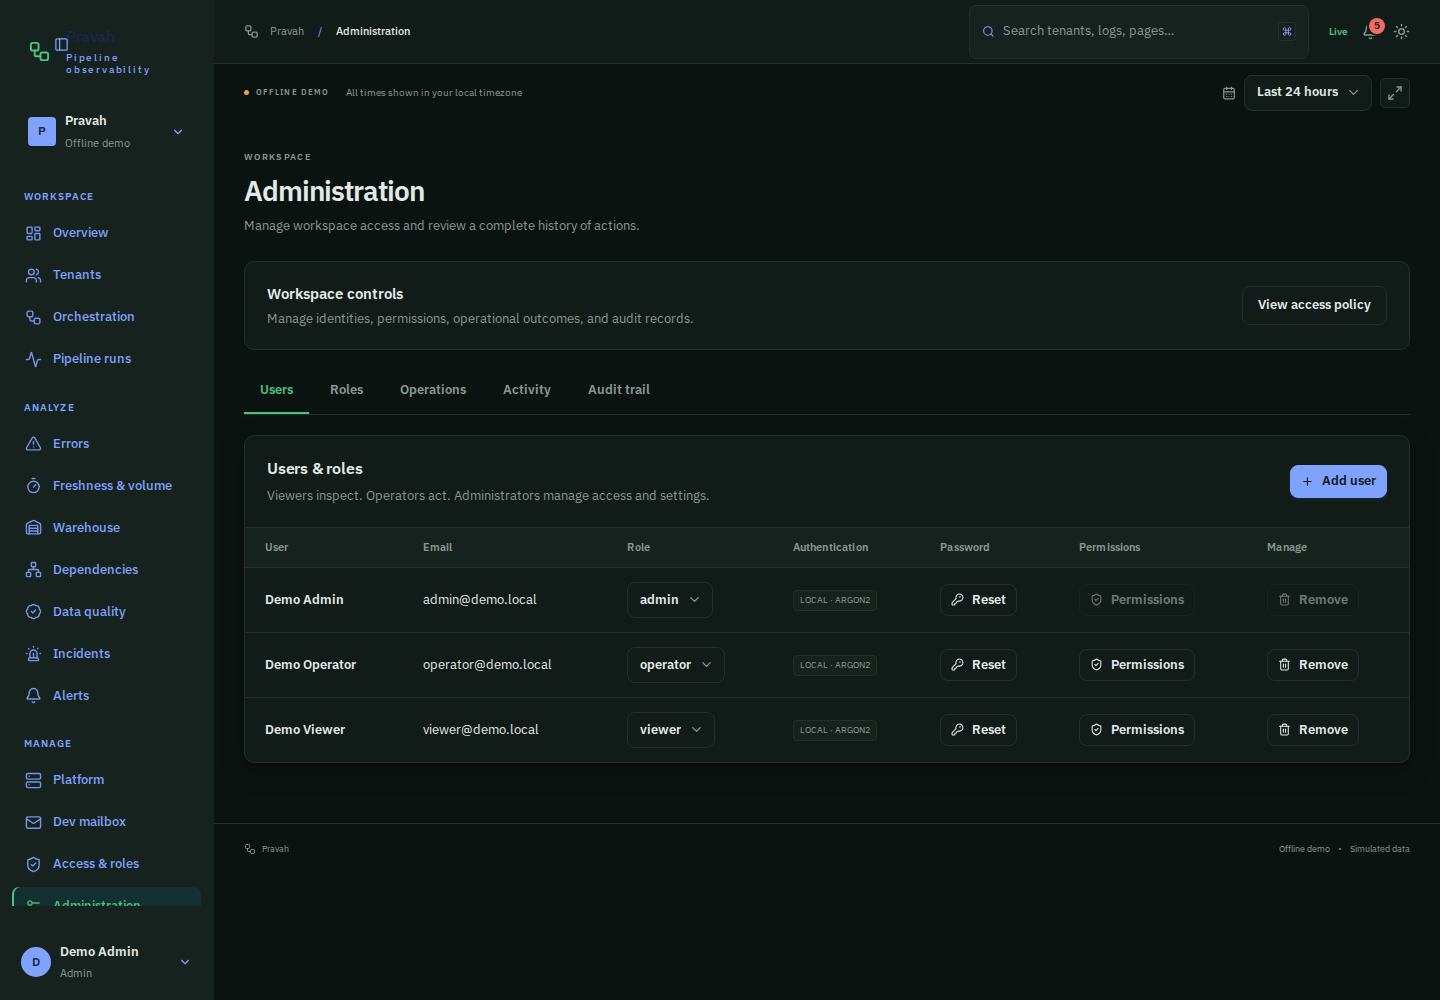 Pravah
Pipeline
observability
P
Pravah
Offline demo
WORKSPACE
Overview
Tenants
Orchestration
Pipeline runs
ANALYZE
Errors
Freshness & volume
Warehouse
Dependencies
Data quality
Incidents
Alerts
MANAGE
Platform
Dev mailbox
Access & roles
Administration
D
Demo Admin
Admin
Pravah / Administration
Search tenants, logs, pages...
⌘
Live
5
OFFLINE DEMO
All times shown in your local timezone
Last 24 hours
WORKSPACE
Administration
Manage workspace access and review a complete history of actions.
Workspace controls
Manage identities, permissions, operational outcomes, and audit records.
View access policy
Users Roles Operations Activity Audit trail
Users & roles
Viewers inspect. Operators act. Administrators manage access and settings.
Add user
User Email Role Authentication Password Permissions Manage
Demo Admin admin@demo.local admin LOCAL · ARGON2 Reset Permissions Remove
Demo Operator operator@demo.local operator LOCAL · ARGON2 Reset Permissions Remove
Demo Viewer viewer@demo.local viewer LOCAL · ARGON2 Reset Permissions Remove
Pravah
Offline demo • Simulated data